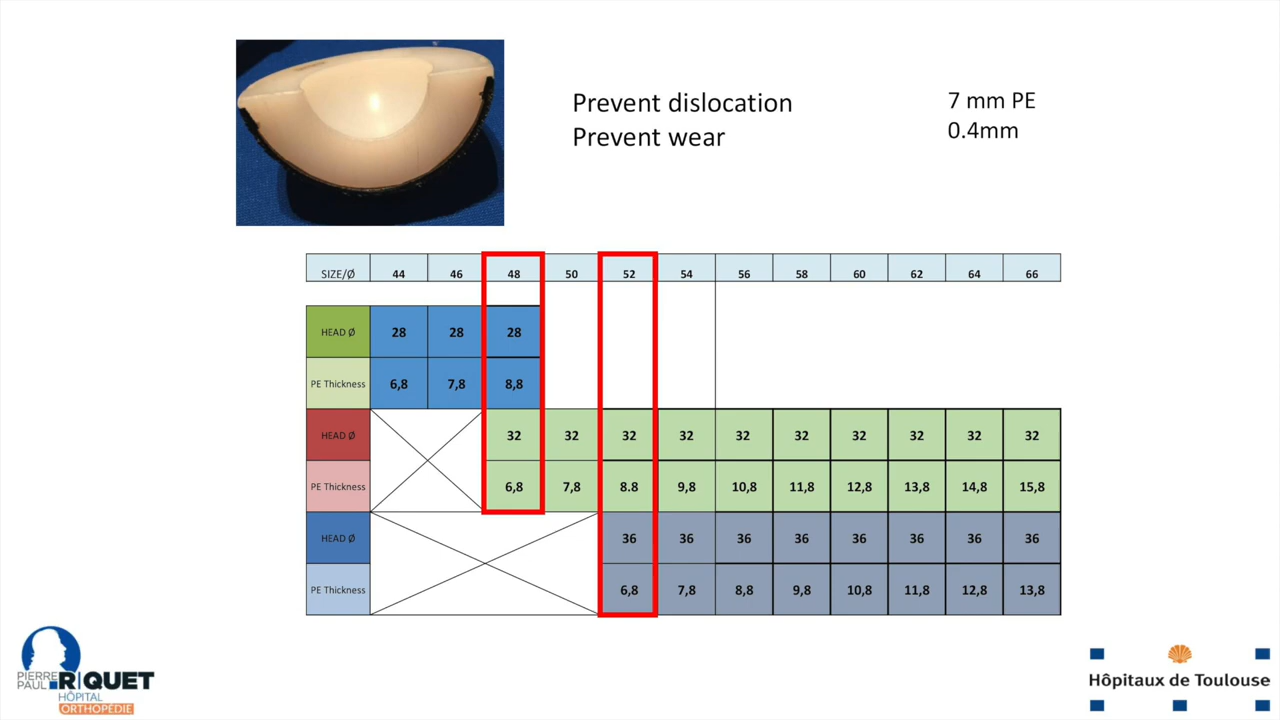 Prevent dislocation
Prevent wear
7 mm PE
0.4mm
SIZE/Ø 44 46 48 50 52 54 56 58 60 62 64 66
HEAD Ø 28 28 28
PE Thickness 6,8 7,8 8,8
HEAD Ø 32 32 32 32 32 32 32 32 32 32
PE Thickness 6,8 7,8 8.8 9,8 10,8 11,8 12,8 13,8 14,8 15,8
HEAD Ø 36 36 36 36 36 36 36 36
PE Thickness 6,8 7,8 8,8 9,8 10,8 11,8 12,8 13,8
PIERRE
PAUL RIQUET
HÔPITAL
ORTHOPÉDIE
Hôpitaux de Toulouse